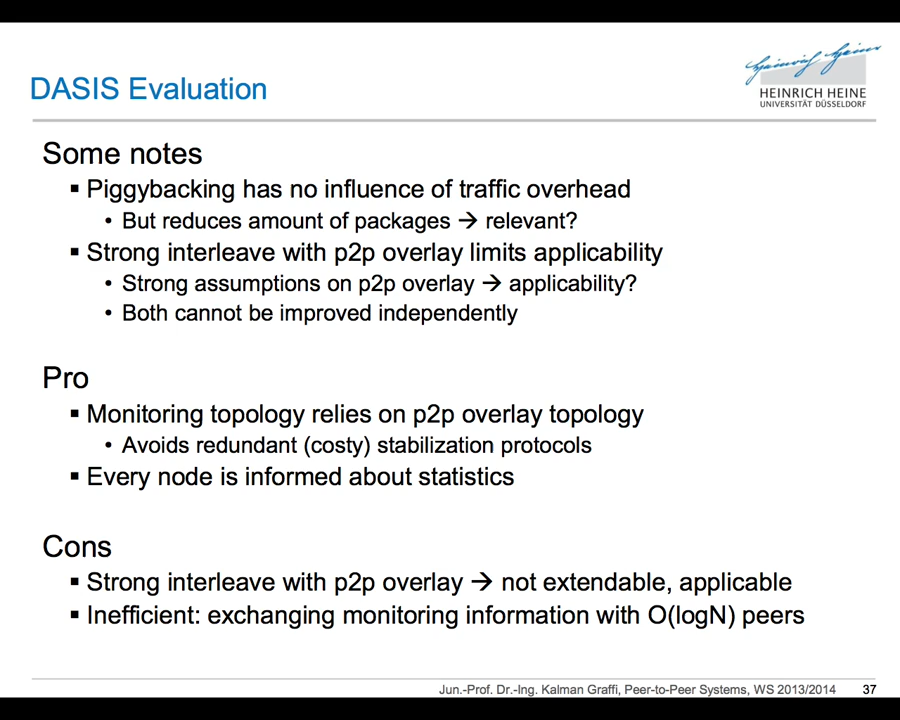 Heinrich Heine
HEINRICH HEINE
UNIVERSITÄT DÜSSELDORF
DASIS Evaluation
Some notes
▪ Piggybacking has no influence of traffic overhead
• But reduces amount of packages → relevant?
▪ Strong interleave with p2p overlay limits applicability
• Strong assumptions on p2p overlay → applicability?
• Both cannot be improved independently
Pro
▪ Monitoring topology relies on p2p overlay topology
• Avoids redundant (costy) stabilization protocols
▪ Every node is informed about statistics
Cons
▪ Strong interleave with p2p overlay → not extendable, applicable
▪ Inefficient: exchanging monitoring information with O(logN) peers
Jun.-Prof. Dr.-Ing. Kalman Graffi, Peer-to-Peer Systems, WS 2013/2014 37